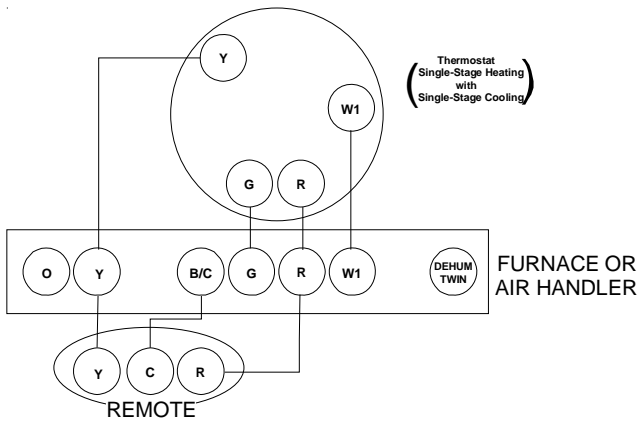 Y
Thermostat
Single-Stage Heating
with
Single-Stage Cooling
W1
G R
O Y B/C G R W1 DEHUM
TWIN
FURNACE OR
AIR HANDLER
Y C R
REMOTE